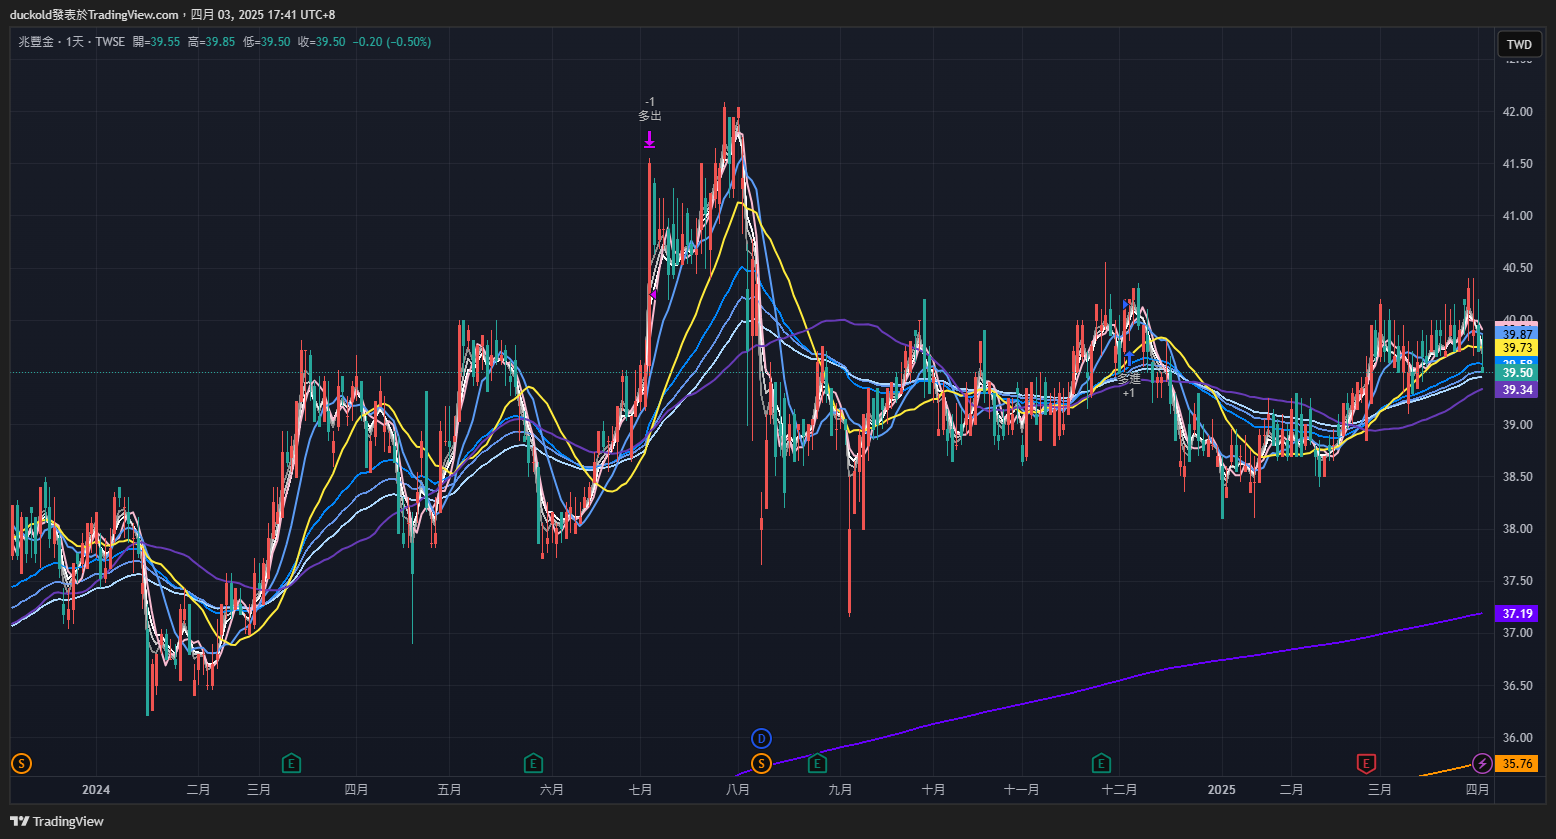 duckold發表於TradingView.com，四月 03, 2025 17:41 UTC+8
兆豐金・1天・TWSE 開=39.55 高=39.85 低=39.50 收=39.50 −0.20 (−0.50%)
TWD
-1
多出
42.00
41.50
41.00
40.50
40.00
39.87
39.73
39.58
39.50
39.34
多進
+1
39.00
38.50
38.00
37.50
37.19
37.00
36.50
36.00
D
S
E
E
S
E
E
E
35.76
2024
二月
三月
四月
五月
六月
七月
八月
九月
十月
十一月
十二月
2025
二月
三月
四月
TradingView